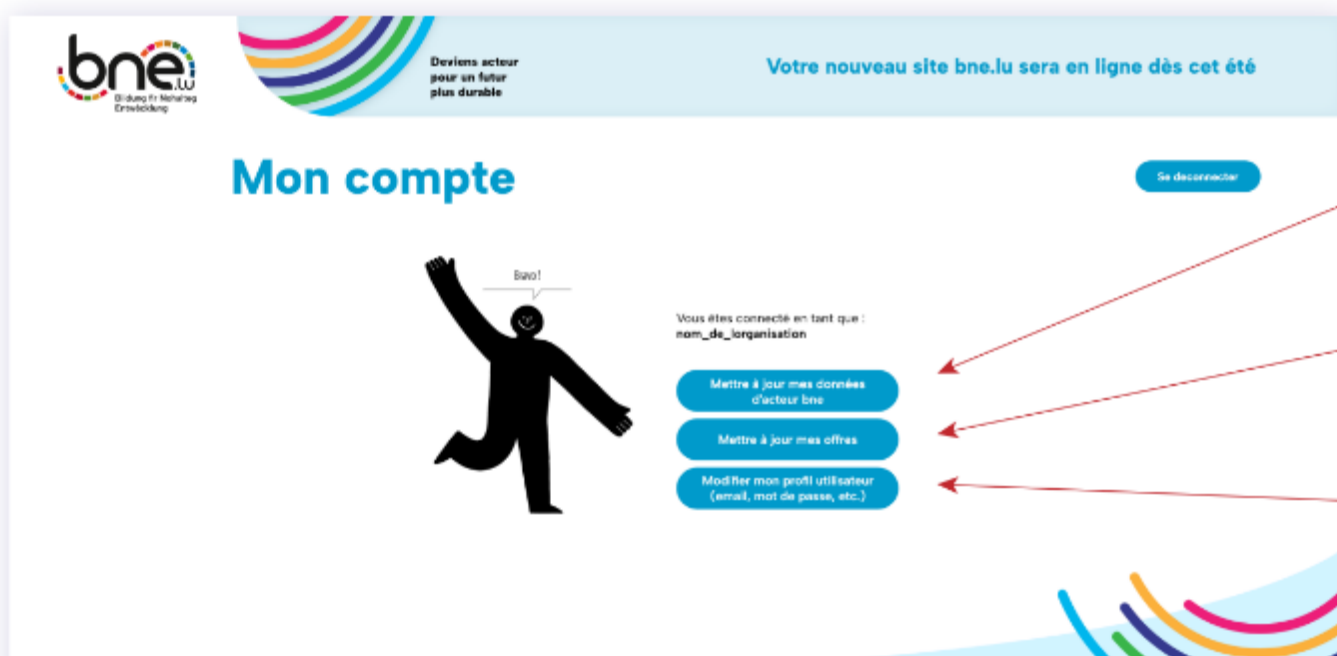 bne.lu
Bildung fir Nohalteg
Entwécklung
Deviens acteur
pour un futur
plus durable
Votre nouveau site bne.lu sera en ligne dès cet été
Mon compte
Se deconnecter
Bravo!
Vous êtes connecté en tant que :
nom_de_lorganisation
Mettre à jour mes données
d'acteur bne
Mettre à jour mes offres
Modifier mon profil utilisateur
(email, mot de passe, etc.)